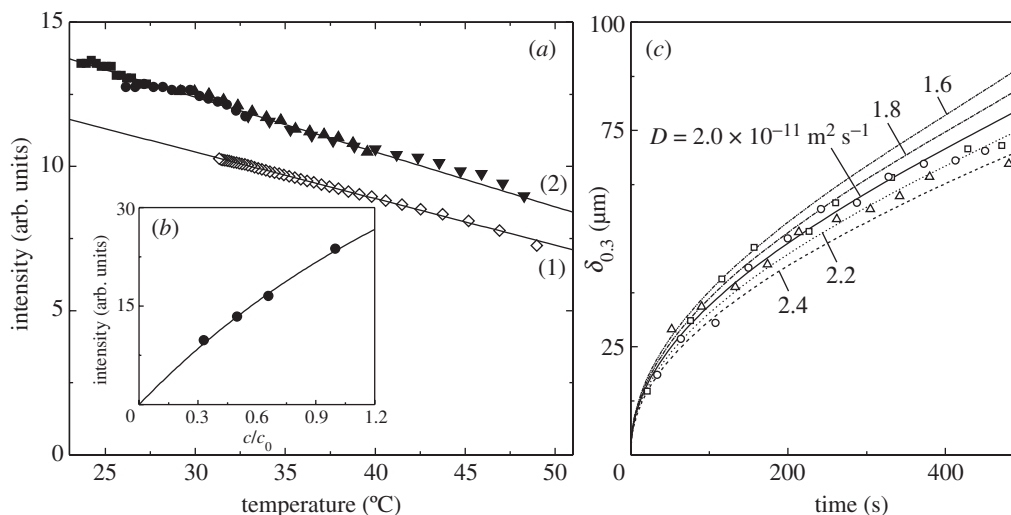 15
10
5
0
intensity (arb. units)
(a)
(2)
(1)
25
30
35
40
45
50
temperature (ºC)
30
15
(b)
intensity (arb. units)
0
0.3
0.6
0.9
1.2
c/c0
100
75
25
δ0.3 (μm)
(c)
1.6
1.8
D = 2.0 × 10−11 m2 s−1
2.2
2.4
0
200
400
time (s)